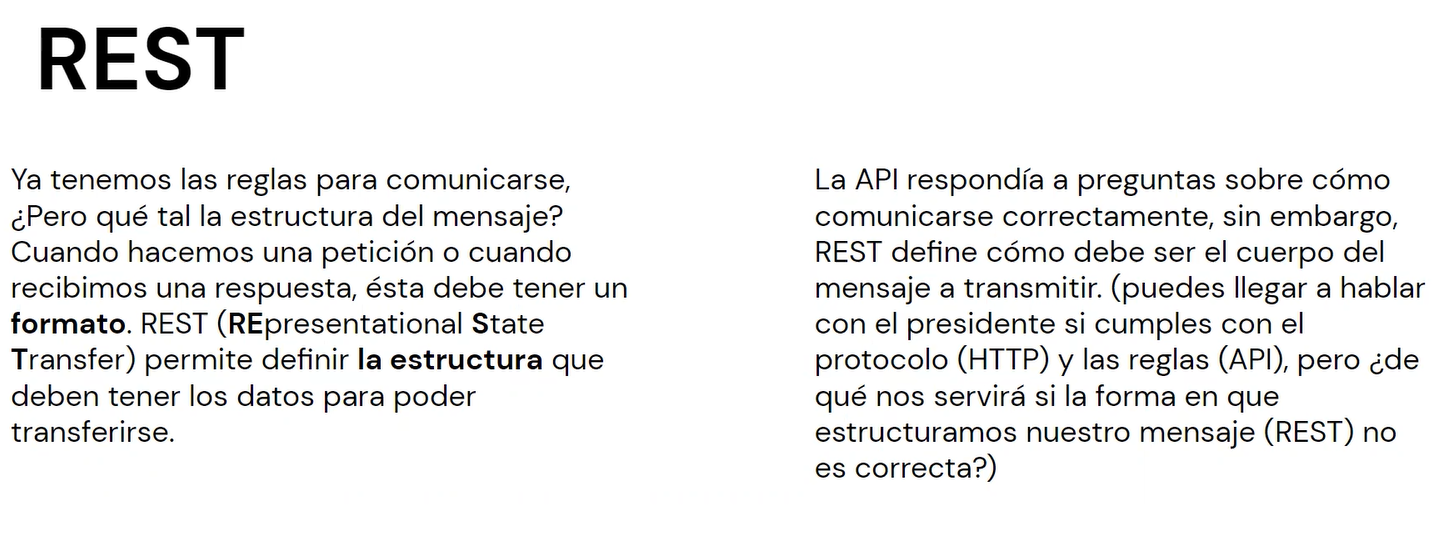 REST
Ya tenemos las reglas para comunicarse,
¿Pero qué tal la estructura del mensaje?
Cuando hacemos una petición o cuando
recibimos una respuesta, ésta debe tener un
formato. REST (REpresentational State
Transfer) permite definir la estructura que
deben tener los datos para poder
transferirse.
La API respondía a preguntas sobre cómo
comunicarse correctamente, sin embargo,
REST define cómo debe ser el cuerpo del
mensaje a transmitir. (puedes llegar a hablar
con el presidente si cumples con el
protocolo (HTTP) y las reglas (API), pero ¿de
qué nos servirá si la forma en que
estructuramos nuestro mensaje (REST) no
es correcta?)